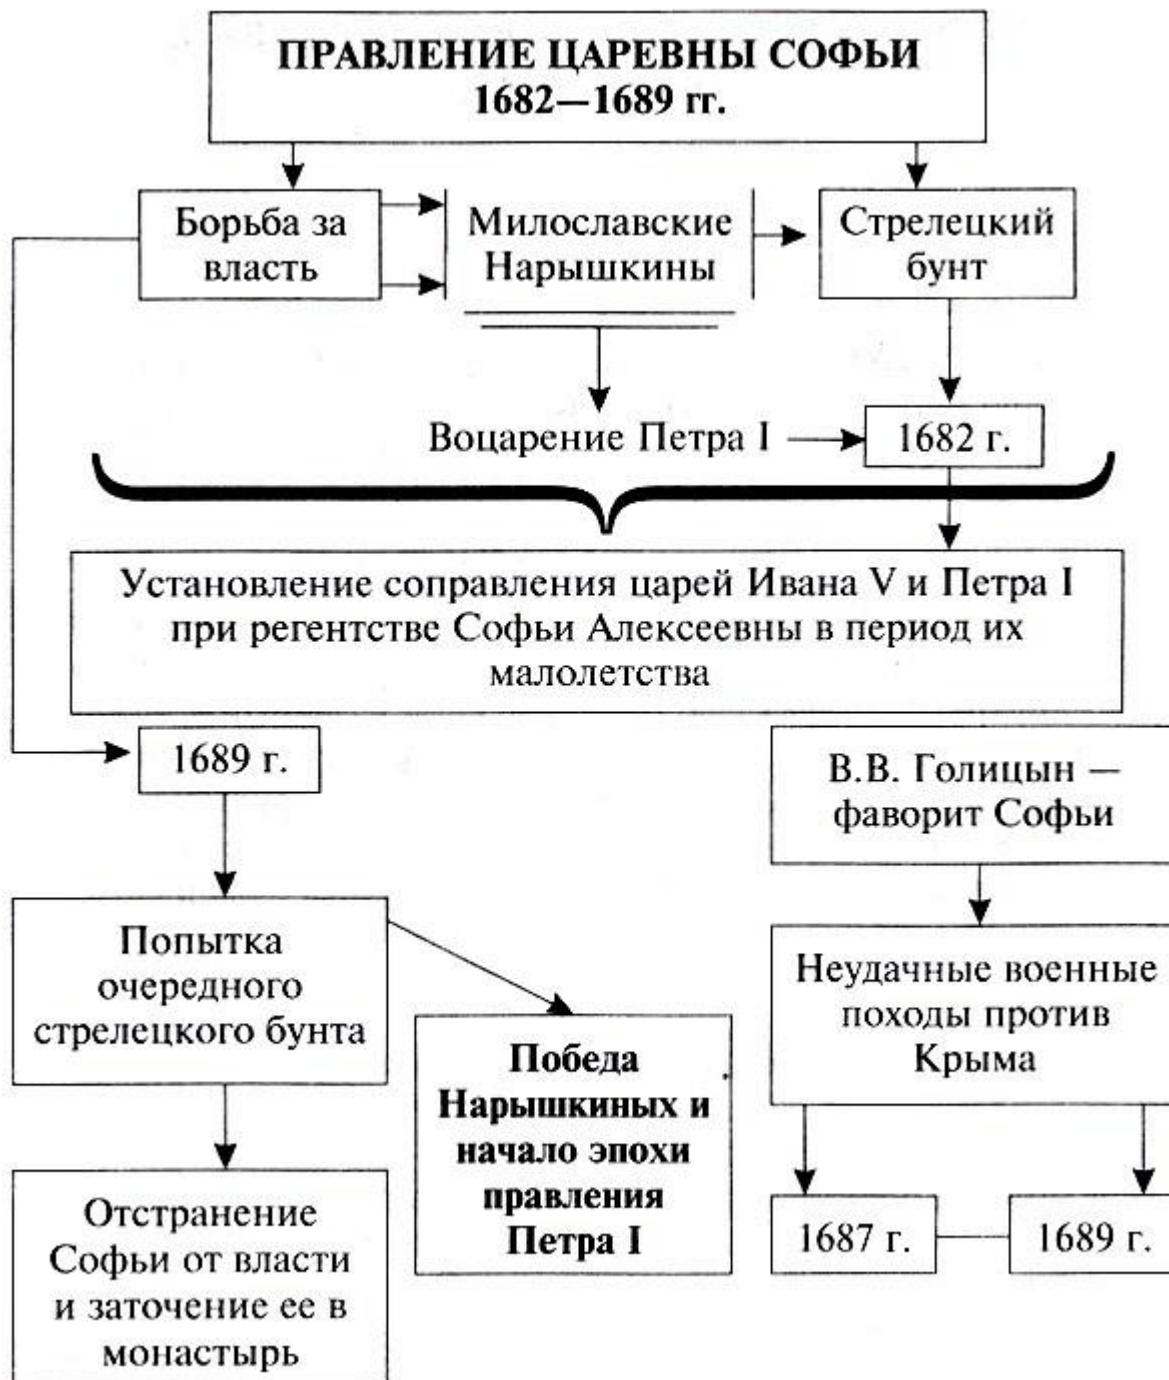 ПРАВЛЕНИЕ ЦАРЕВНЫ СОФЬИ
1682—1689 гг.
Борьба за
власть
Милославские
Нарышкины
Стрелецкий
бунт
Воцарение Петра I
1682 г.
Установление соправления царей Ивана V и Петра I
при регентстве Софьи Алексеевны в период их
малолетства
1689 г.
В.В. Голицын —
фаворит Софьи
Попытка
очередного
стрелецкого бунта
Неудачные военные
походы против
Крыма
Победа
Нарышкиных и
начало эпохи
правления
Петра I
1687 г.
1689 г.
Отстранение
Софьи от власти
и заточение ее в
монастырь